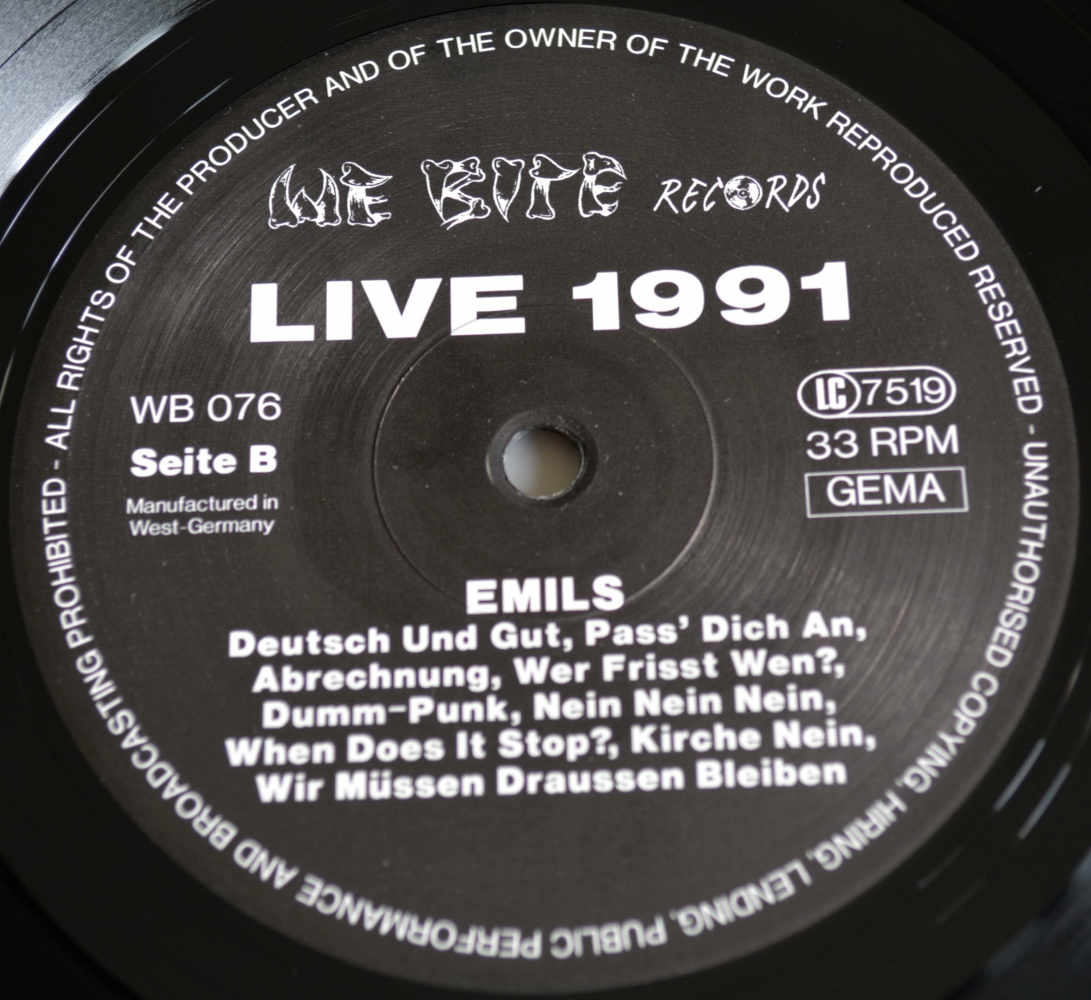 ALL RIGHTS OF THE PRODUCER AND OF THE OWNER OF THE WORK REPRODUCED RESERVED - UNAUTHORISED COPYING, HIRING, LENDING, PUBLIC PERFORMANCE AND BROADCASTING PROHIBITED -
WE BITE RECORDS
LIVE 1991
WB 076
Seite B
Manufactured in
West-Germany
LC 7519
33 RPM
GEMA
EMILS
Deutsch Und Gut, Pass' Dich An,
Abrechnung, Wer Frisst Wen?,
Dumm-Punk, Nein Nein Nein,
When Does It Stop?, Kirche Nein,
Wir Müssen Draussen Bleiben